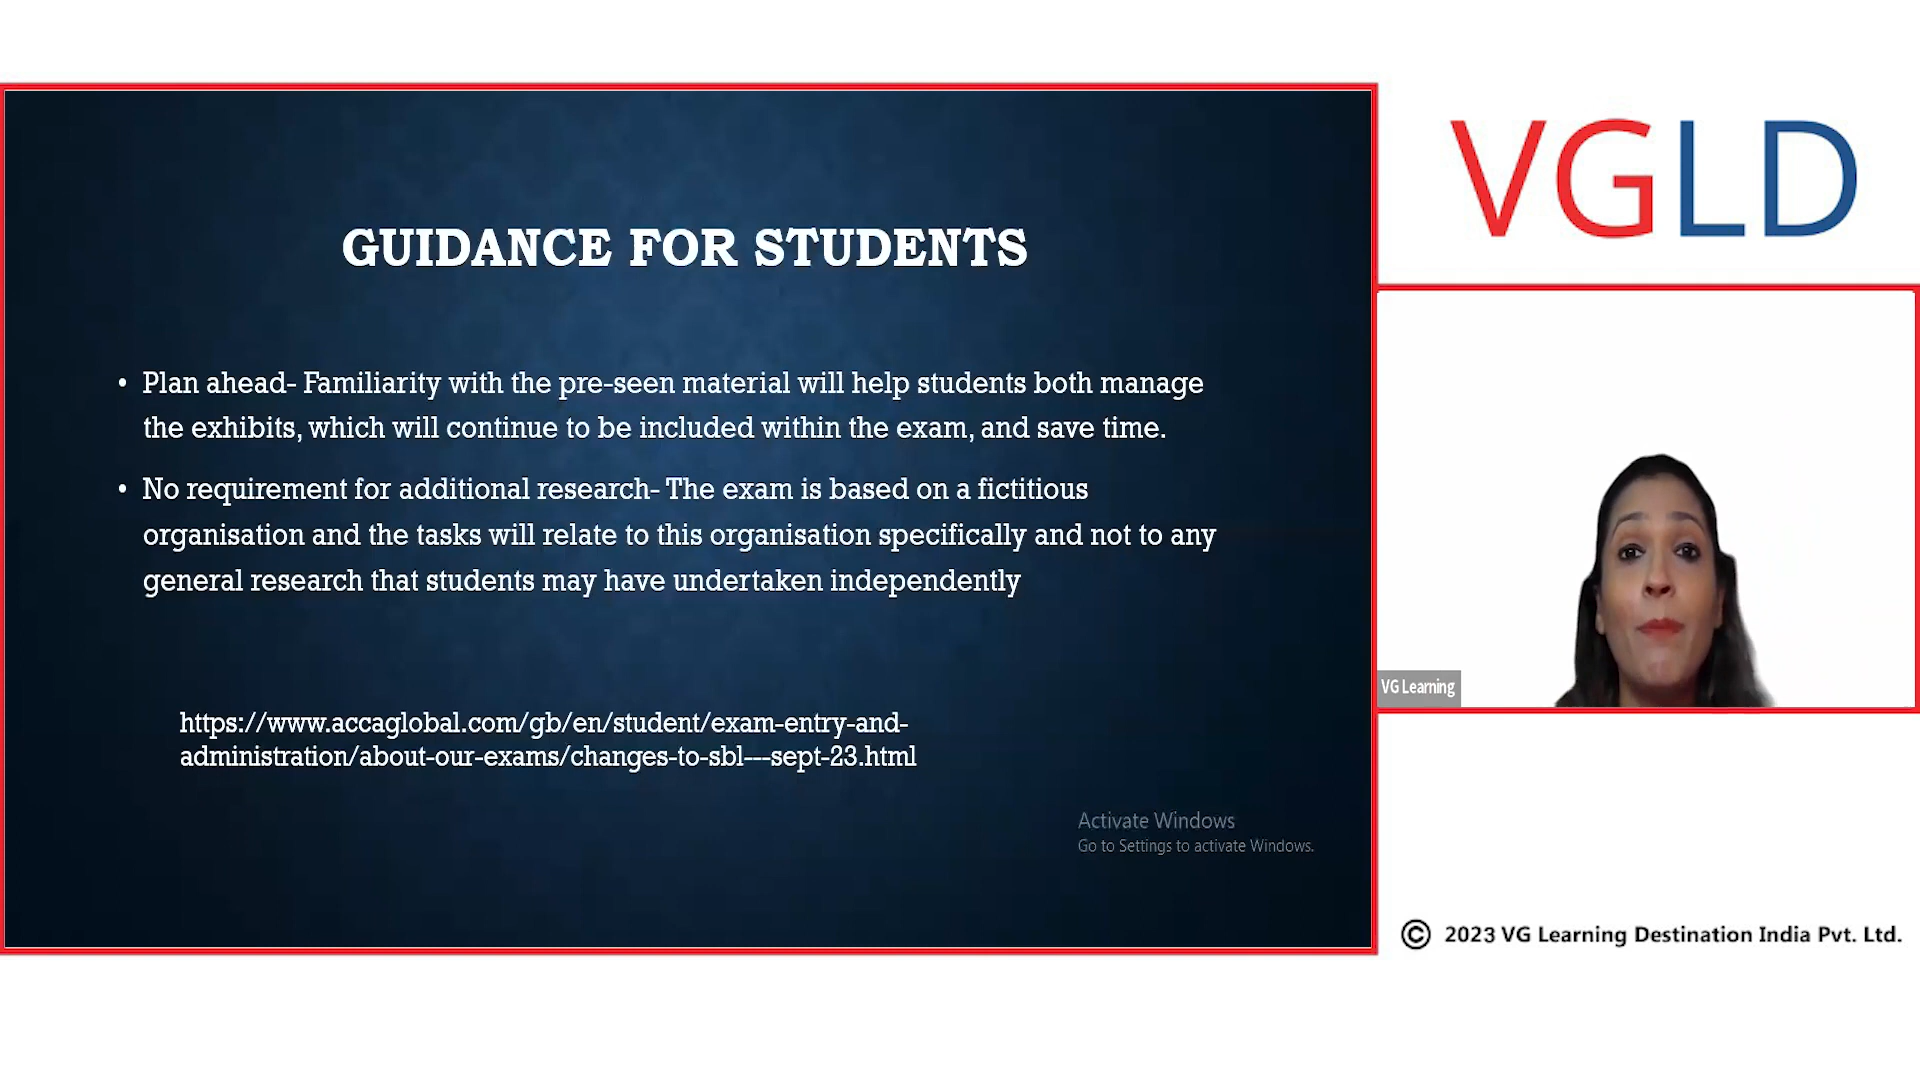 GUIDANCE FOR STUDENTS
• Plan ahead- Familiarity with the pre-seen material will help students both manage
the exhibits, which will continue to be included within the exam, and save time.
• No requirement for additional research- The exam is based on a fictitious
organisation and the tasks will relate to this organisation specifically and not to any
general research that students may have undertaken independently
https://www.accaglobal.com/gb/en/student/exam-entry-and-
administration/about-our-exams/changes-to-sbl---sept-23.html
Activate Windows
Go to Settings to activate Windows.
VGLD
VG Learning
© 2023 VG Learning Destination India Pvt. Ltd.